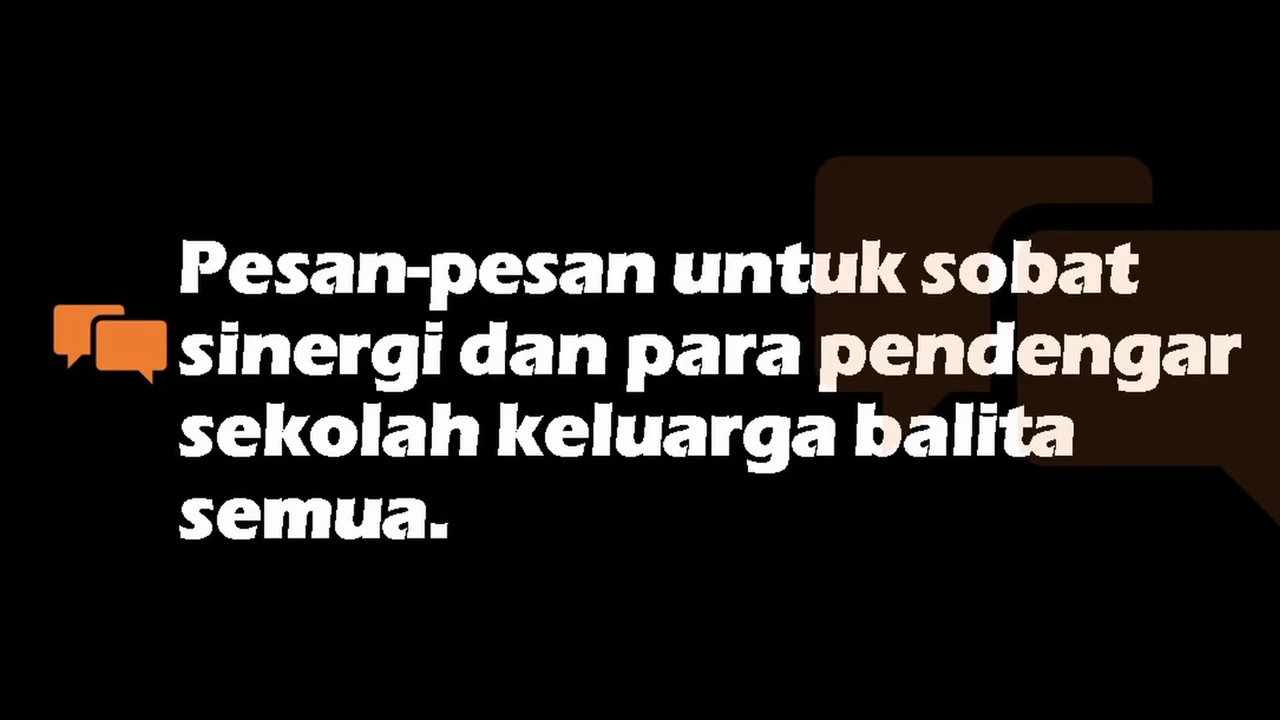 Pesan-pesan untuk sobat
sinergi dan para pendengar
sekolah keluarga balita
semua.